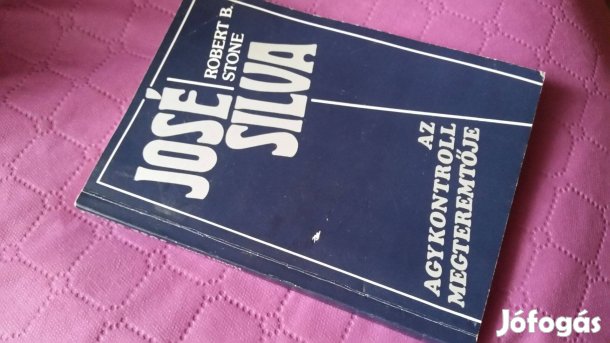 ROBERT B.
STONE
JOSÉ
SILVA
AZ
AGYKONTROLL
MEGTEREMTŐJE
Jófogás